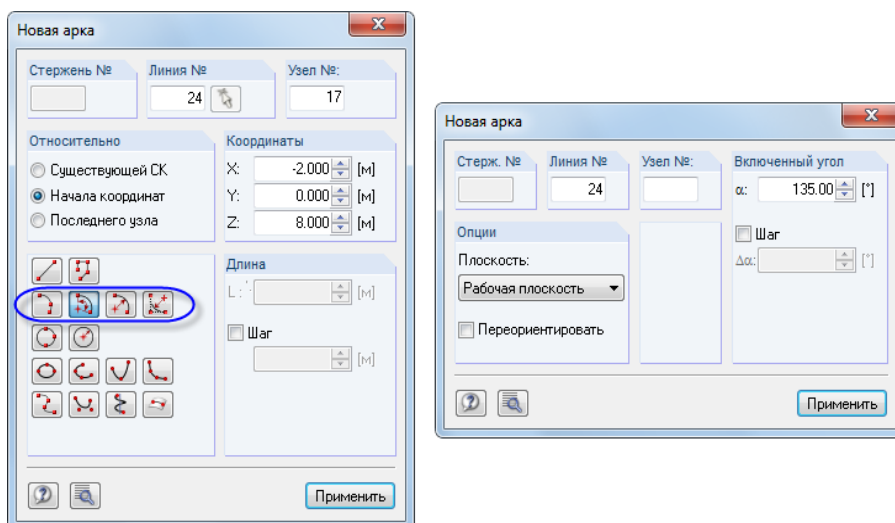 Новая арка
Стержень № Линия № Узел №:
24 17
Относительно Координаты
Существующей СК X: -2.000 [м]
Начала координат Y: 0.000 [м]
Последнего узла Z: 8.000 [м]
Длина
L: [м]
Шаг
[м]
Применить
Новая арка
Стерж. № Линия № Узел №: Включенный угол
24 α: 135.00 [°]
Опции Шаг
Плоскость: Δα: [°]
Рабочая плоскость
Переориентировать
Применить